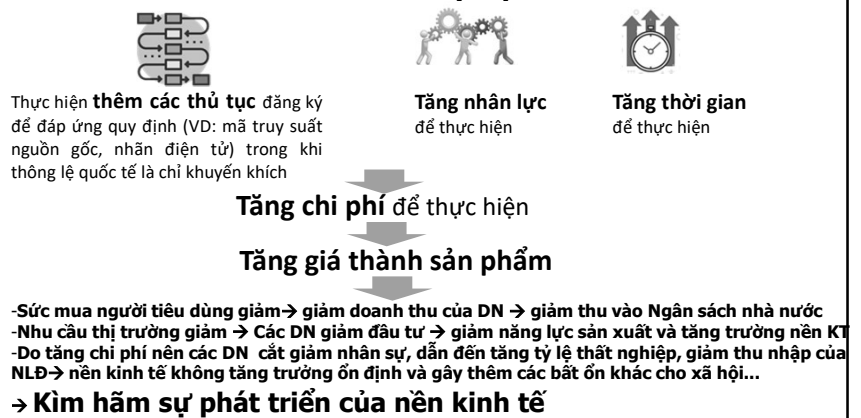 Thực hiện thêm các thủ tục đăng ký
để đáp ứng quy định (VD: mã truy suất
nguồn gốc, nhãn điện tử) trong khi
thông lệ quốc tế là chỉ khuyến khích
Tăng nhân lực
để thực hiện
Tăng thời gian
để thực hiện
Tăng chi phí để thực hiện
Tăng giá thành sản phẩm
-Sức mua người tiêu dùng giảm→ giảm doanh thu của DN → giảm thu vào Ngân sách nhà nước
-Nhu cầu thị trường giảm → Các DN giảm đầu tư → giảm năng lực sản xuất và tăng trưởng nền KT
-Do tăng chi phí nên các DN cắt giảm nhân sự, dẫn đến tăng tỷ lệ thất nghiệp, giảm thu nhập của
NLĐ→ nền kinh tế không tăng trưởng ổn định và gây thêm các bất ổn khác cho xã hội...
→ Kìm hãm sự phát triển của nền kinh tế